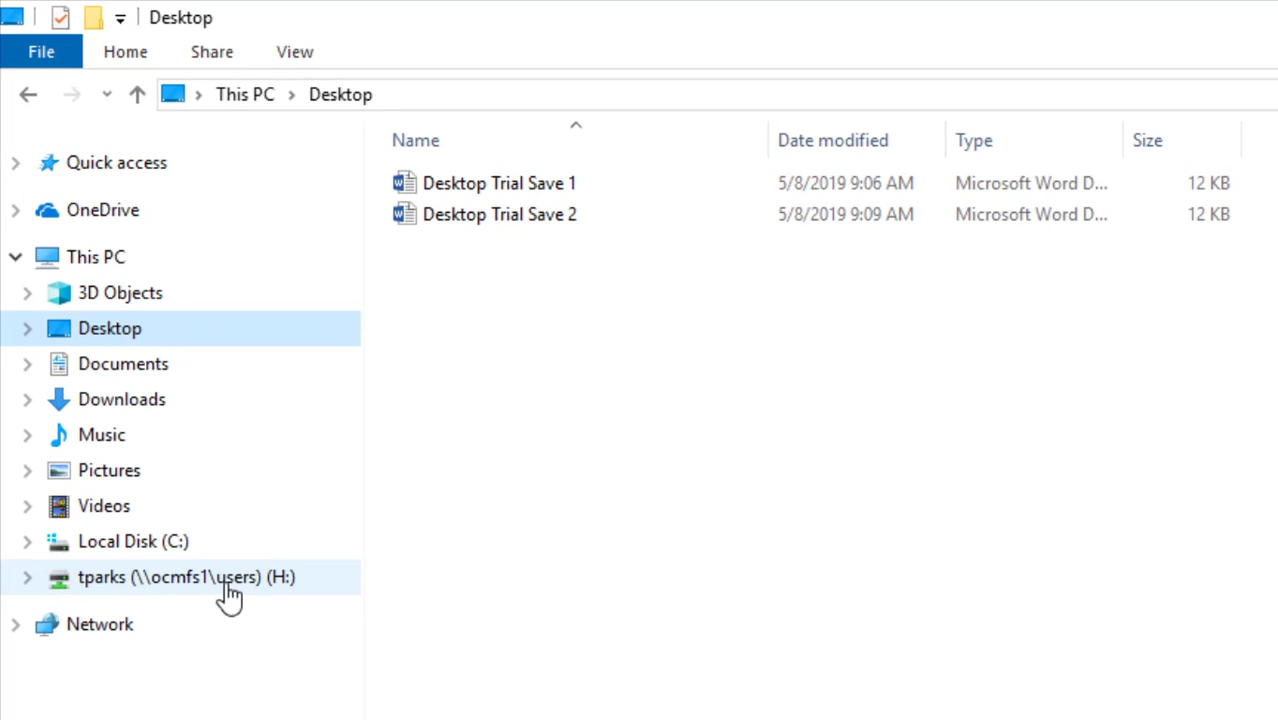 Desktop
File Home Share View
This PC Desktop
Name Date modified Type Size
Quick access
OneDrive
This PC
3D Objects
Desktop
Documents
Downloads
Music
Pictures
Videos
Local Disk (C:)
tparks (\\ocmfs1\users) (H:)
Network
Desktop Trial Save 1 5/8/2019 9:06 AM Microsoft Word D... 12 KB
Desktop Trial Save 2 5/8/2019 9:09 AM Microsoft Word D... 12 KB